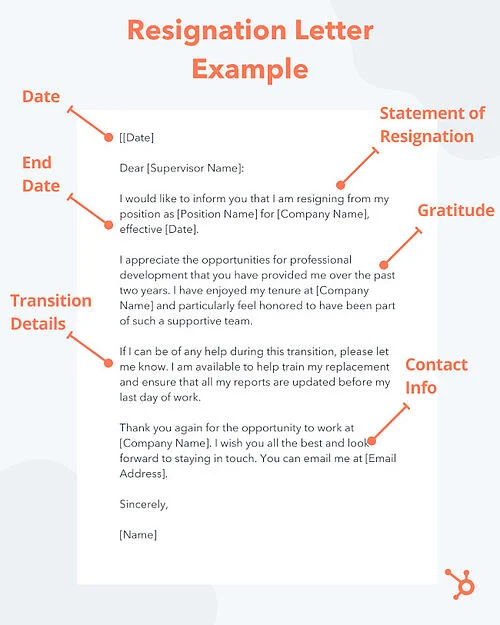 Resignation Letter
Example
Date
Statement of
Resignation
[[Date]
End
Date
Dear [Supervisor Name]:
I would like to inform you that I am resigning from my
position as [Position Name] for [Company Name],
effective [Date].
Gratitude
I appreciate the opportunities for professional
development that you have provided me over the past
two years. I have enjoyed my tenure at [Company
Name] and particularly feel honored to have been part
of such a supportive team.
Transition
Details
If I can be of any help during this transition, please let
me know. I am available to help train my replacement
and ensure that all my reports are updated before my
last day of work.
Contact
Info
Thank you again for the opportunity to work at
[Company Name]. I wish you all the best and look
forward to staying in touch. You can email me at [Email
Address].
Sincerely,
[Name]